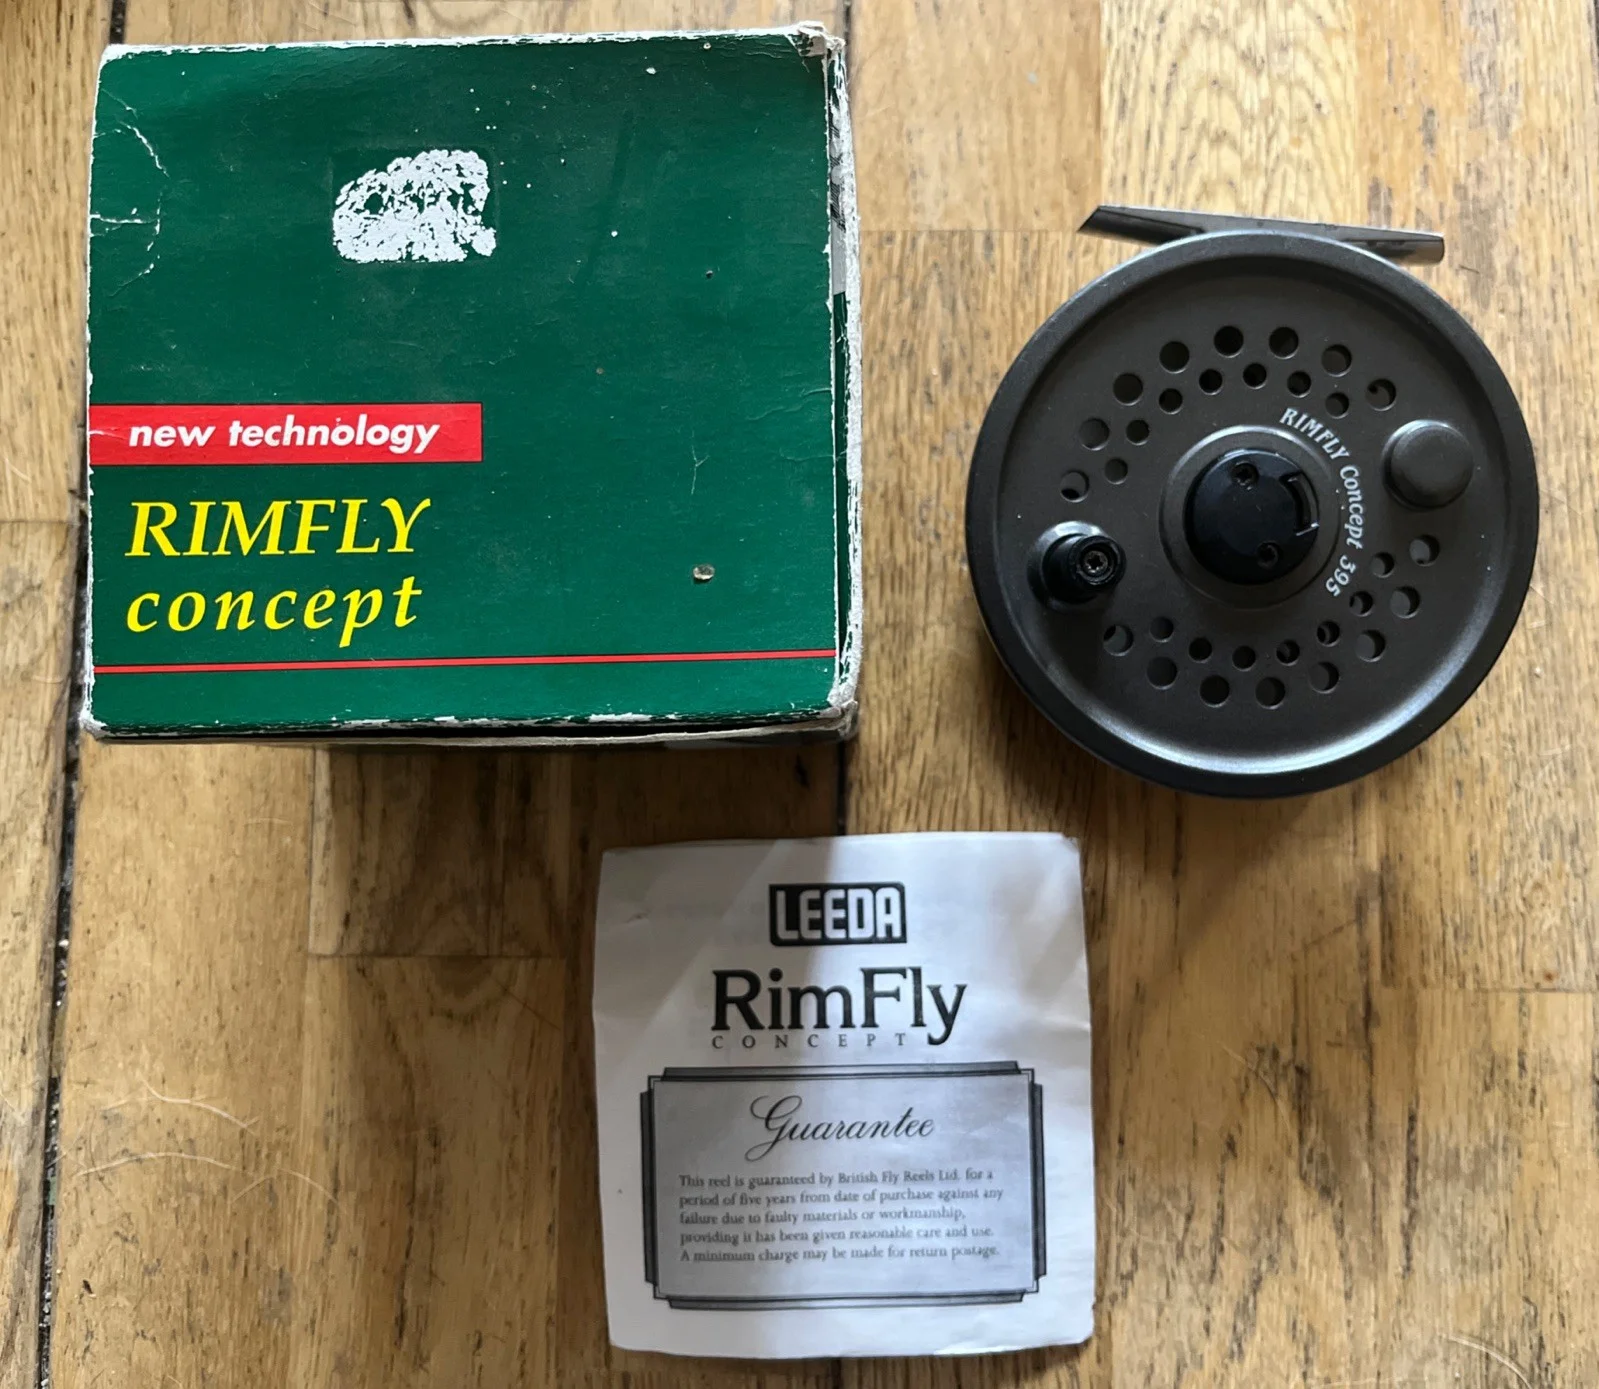 new technology
RIMFLY
concept
RIMFLY Concept 395
LEEDA
RimFly
CONCEPT
Guarantee
This reel is guaranteed by British Fly Reels Ltd. for a
period of five years from date of purchase against any
failure due to faulty materials or workmanship,
providing it has been given reasonable care and use.
A minimum charge may be made for return postage.